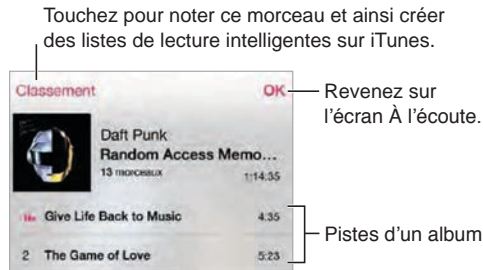 Touchez pour noter ce morceau et ainsi créer
des listes de lecture intelligentes sur iTunes.
Classement
OK
Revenez sur
l'écran À l'écoute.
Daft Punk
Random Access Memo...
13 morceaux
1:14:35
Give Life Back to Music
4:35
Pistes d'un album
2
The Game of Love
5:23